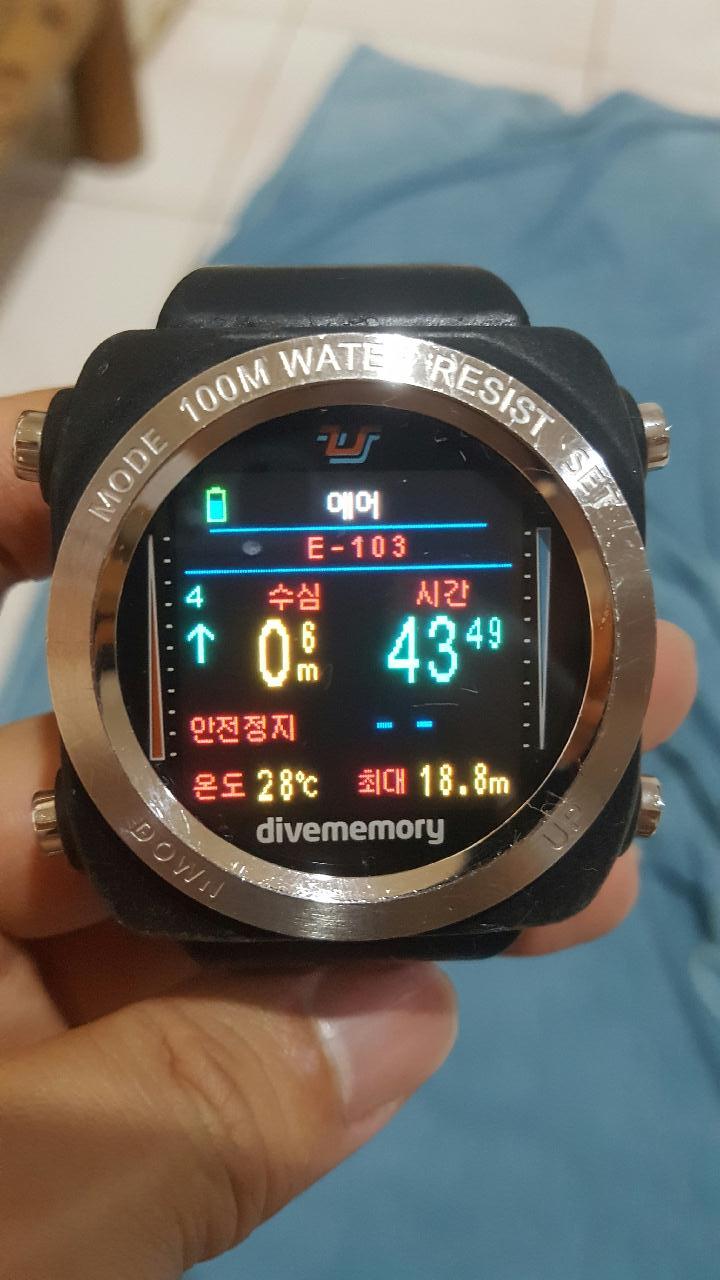 MODE 100M WATER RESIST SET
에어
E-103
4 수심 시간
↑ 0 6 m 43 49
안전정지 -- 
온도 28℃ 최대 18.8m
divememory
DOWN UP